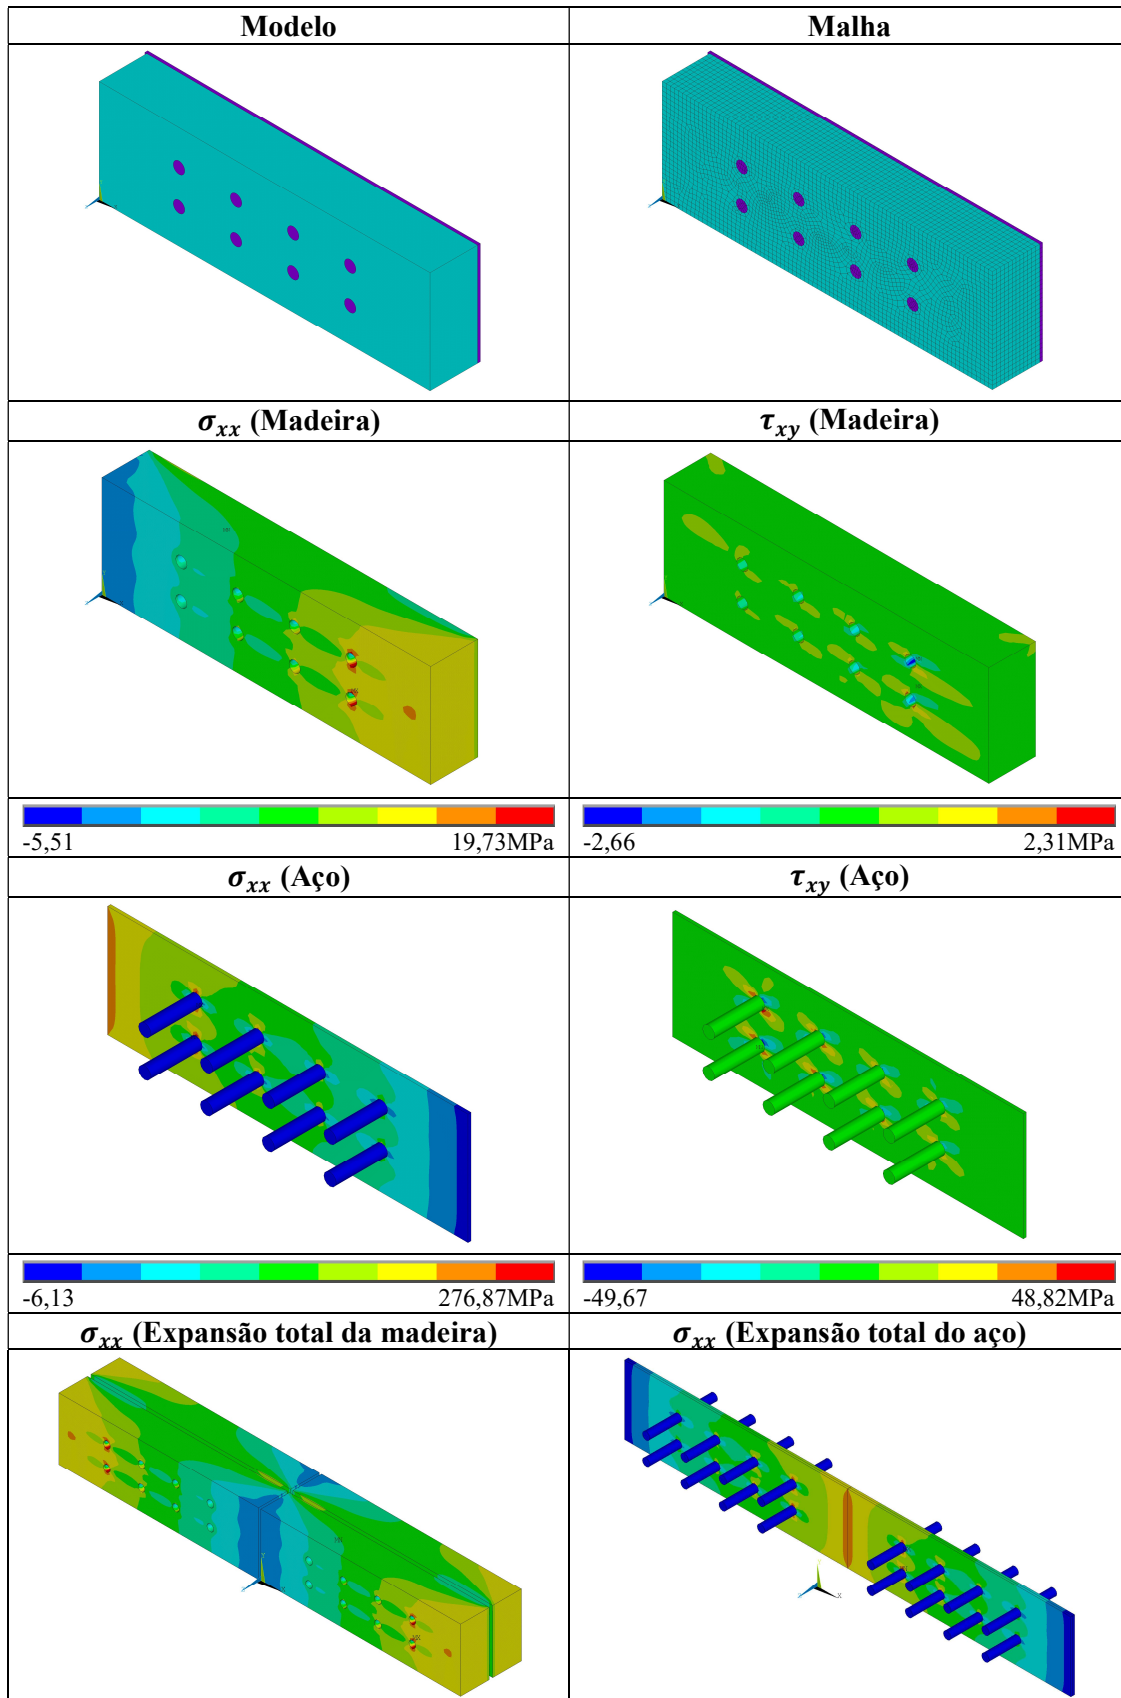 Modelo
Malha
σxx (Madeira)
τxy (Madeira)
-5,51 19,73MPa
-2,66 2,31MPa
σxx (Aço)
τxy (Aço)
-6,13 276,87MPa
-49,67 48,82MPa
σxx (Expansão total da madeira)
σxx (Expansão total do aço)